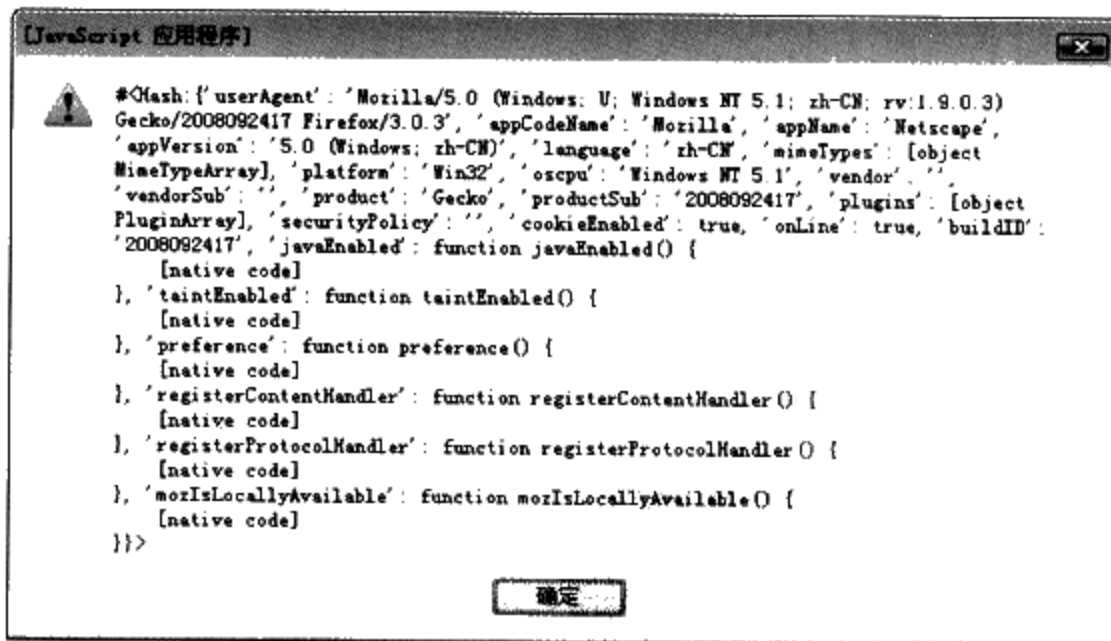 [JavaScript 应用程序]
#<Hash:{'userAgent': 'Mozilla/5.0 (Windows; U; Windows NT 5.1; zh-CN; rv:1.9.0.3)
Gecko/2008092417 Firefox/3.0.3', 'appCodeName': 'Mozilla', 'appName': 'Netscape',
'appVersion': '5.0 (Windows; zh-CN)', 'language': 'zh-CN', 'mimeTypes': [object
MimeTypeArray], 'platform': 'Win32', 'oscpu': 'Windows NT 5.1', 'vendor': '',
'vendorSub': '', 'product': 'Gecko', 'productSub': '2008092417', 'plugins': [object
PluginArray], 'securityPolicy': '', 'cookieEnabled': true, 'onLine': true, 'buildID':
'2008092417', 'javaEnabled': function javaEnabled() {
[native code]
}, 'taintEnabled': function taintEnabled() {
[native code]
}, 'preference': function preference() {
[native code]
}, 'registerContentHandler': function registerContentHandler() {
[native code]
}, 'registerProtocolHandler': function registerProtocolHandler() {
[native code]
}, 'mozIsLocallyAvailable': function mozIsLocallyAvailable() {
[native code]
}}>
确定